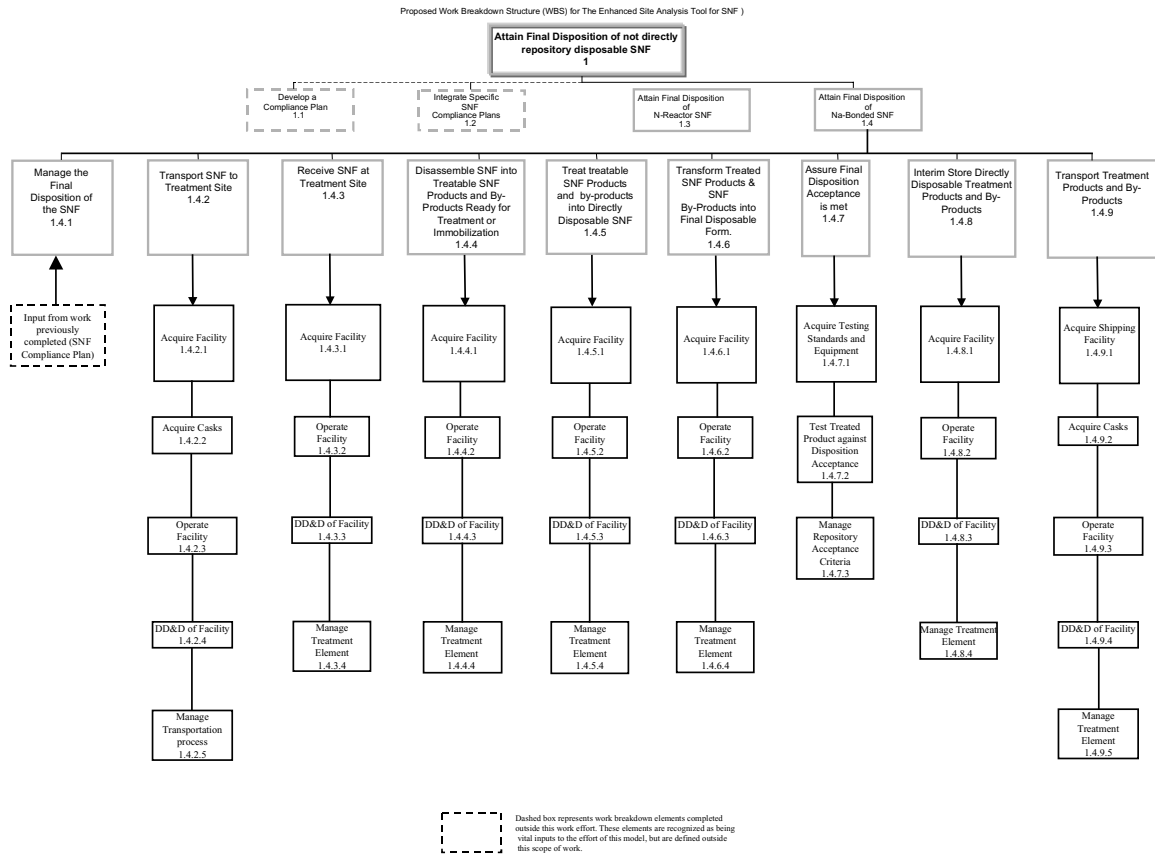 Proposed Work Breakdown Structure (WBS) for The Enhanced Site Analysis Tool for SNF )
Attain Final Disposition of not directly
repository disposable SNF
1
Develop a
Compliance Plan
1.1
Integrate Specific
SNF
Compliance Plans
1.2
Attain Final Disposition
of
N-Reactor SNF
1.3
Attain Final Disposition
of
Na-Bonded SNF
1.4
Manage the
Final
Disposition of
the SNF
1.4.1
Transport SNF to
Treatment Site
1.4.2
Receive SNF at
Treatment Site
1.4.3
Disassemble SNF into
Treatable SNF
Products and By-
Products Ready for
Treatment or
Immobilization
1.4.4
Treat treatable
SNF Products
and by-products
into Directly
Disposable SNF
1.4.5
Transform Treated
SNF Products &
SNF
By-Products into
Final Disposable
Form.
1.4.6
Assure Final
Disposition
Acceptance
is met
1.4.7
Interim Store Directly
Disposable Treatment
Products and By-
Products
1.4.8
Transport Treatment
Products and By-
Products
1.4.9
Input from work
previously
completed (SNF
Compliance Plan)
Acquire Facility
1.4.2.1
Acquire Facility
1.4.3.1
Acquire Facility
1.4.4.1
Acquire Facility
1.4.5.1
Acquire Facility
1.4.6.1
Acquire Testing
Standards and
Equipment
1.4.7.1
Acquire Facility
1.4.8.1
Acquire Shipping
Facility
1.4.9.1
Acquire Casks
1.4.2.2
Operate
Facility
1.4.3.2
Operate
Facility
1.4.4.2
Operate
Facility
1.4.5.2
Operate
Facility
1.4.6.2
Test Treated
Product against
Disposition
Acceptance
1.4.7.2
Operate
Facility
1.4.8.2
Acquire Casks
1.4.9.2
Operate
Facility
1.4.2.3
DD&D of Facility
1.4.3.3
DD&D of Facility
1.4.4.3
DD&D of Facility
1.4.5.3
DD&D of Facility
1.4.6.3
Manage
Repository
Acceptance
Criteria
1.4.7.3
DD&D of Facility
1.4.8.3
Operate
Facility
1.4.9.3
DD&D of Facility
1.4.2.4
Manage
Treatment
Element
1.4.3.4
Manage
Treatment
Element
1.4.4.4
Manage
Treatment
Element
1.4.5.4
Manage
Treatment
Element
1.4.6.4
Manage Treatment
Element
1.4.8.4
DD&D of Facility
1.4.9.4
Manage
Transportation
process
1.4.2.5
Manage
Treatment
Element
1.4.9.5
Dashed box represents work breakdown elements completed
outside this work effort. These elements are recognized as being
vital inputs to the effort of this model, but are defined outside
this scope of work.